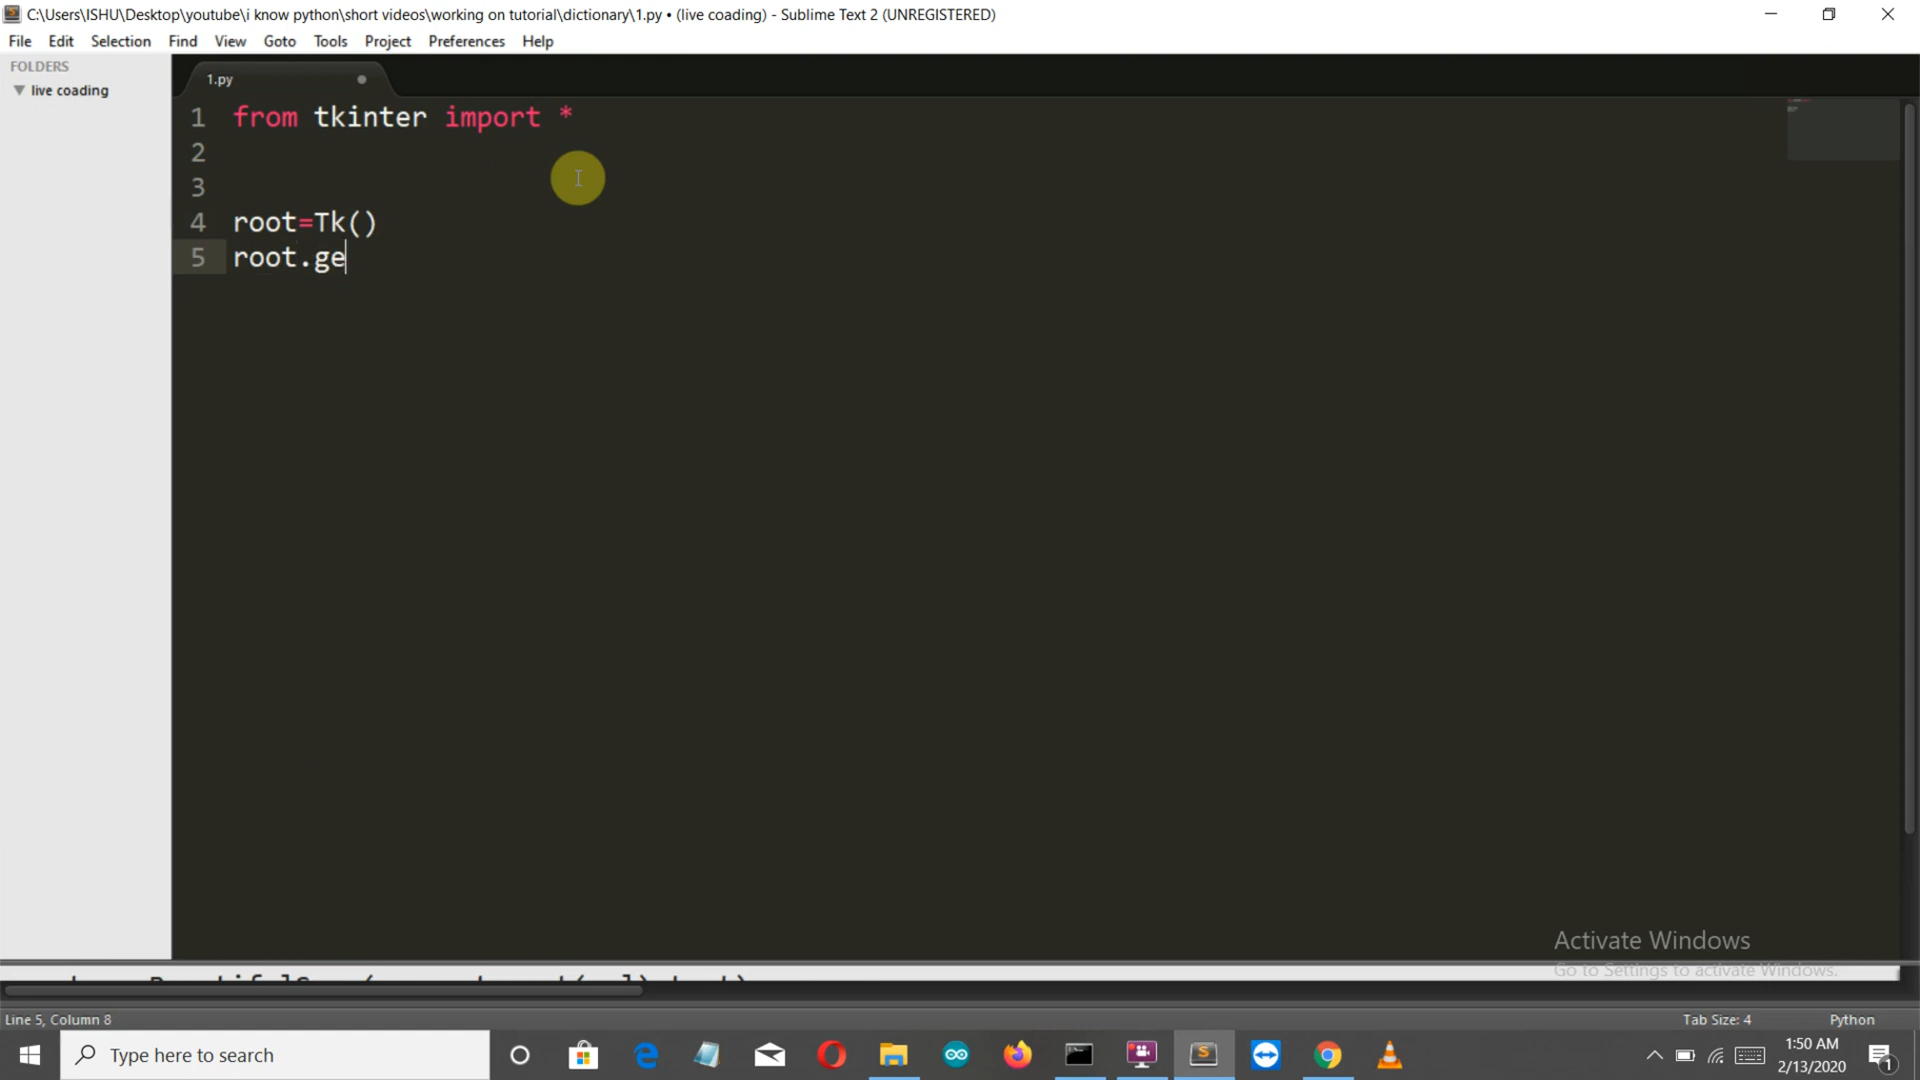 C:\Users\ISHU\Desktop\youtube\i know python\short videos\working on tutorial\dictionary\1.py • (live coading) - Sublime Text 2 (UNREGISTERED)
File Edit Selection Find View Goto Tools Project Preferences Help
FOLDERS
live coading
1.py
1 from tkinter import *
2
3
4 root=Tk()
5 root.ge
Activate Windows
Go to Settings to activate Windows.
Line 5, Column 8
Tab Size: 4
Python
Type here to search
1:50 AM
2/13/2020
1